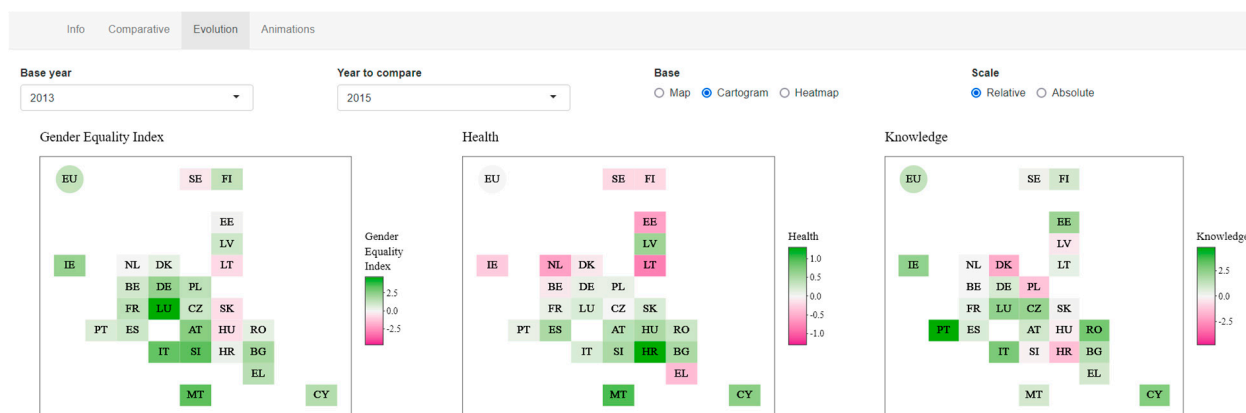 Info Comparative Evolution Animations
Base year Year to compare Base Scale
2013 2015 Map Cartogram Heatmap Relative Absolute
Gender Equality Index Health Knowledge
EU SE FI
EE
LV
IE NL DK LT
BE DE PL
FR LU CZ SK
PT ES AT HU RO
IT SI HR BG
EL
MT CY
Gender
Equality
Index
2.5
0.0
-2.5
EU SE FI
EE
LV
IE NL DK LT
BE DE PL
FR LU CZ SK
PT ES AT HU RO
IT SI HR BG
EL
MT CY
Health
1.0
0.5
0.0
-0.5
-1.0
EU SE FI
EE
LV
IE NL DK LT
BE DE PL
FR LU CZ SK
PT ES AT HU RO
IT SI HR BG
EL
MT CY
Knowledge
2.5
0.0
-2.5